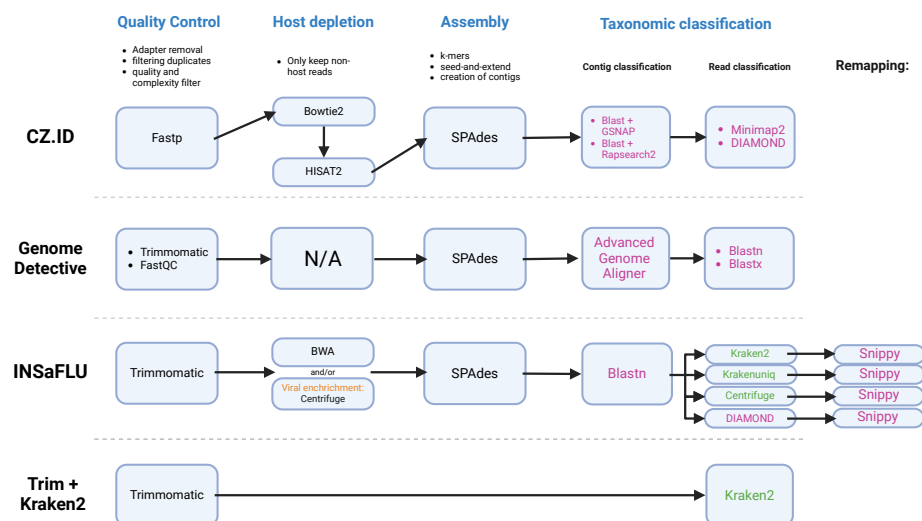 Quality Control
Host depletion
Assembly
Taxonomic classification
• Adapter removal
• filtering duplicates
• quality and
complexity filter
• Only keep non-
host reads
• k-mers
• seed-and-extend
• creation of contigs
Contig classification
Read classification
Remapping:
CZ.ID
Fastp
Bowtie2
HISAT2
SPAdes
• Blast +
GSNAP
• Blast +
Rapsearch2
• Minimap2
• DIAMOND
Genome
Detective
• Trimmomatic
• FastQC
N/A
SPAdes
Advanced
Genome
Aligner
• Blastn
• Blastx
INSaFLU
Trimmomatic
BWA
and/or
Viral enchrichment:
Centrifuge
SPAdes
Blastn
Kraken2
Snippy
Krakenuniq
Snippy
Centrifuge
Snippy
DIAMOND
Snippy
Trim +
Kraken2
Trimmomatic
Kraken2